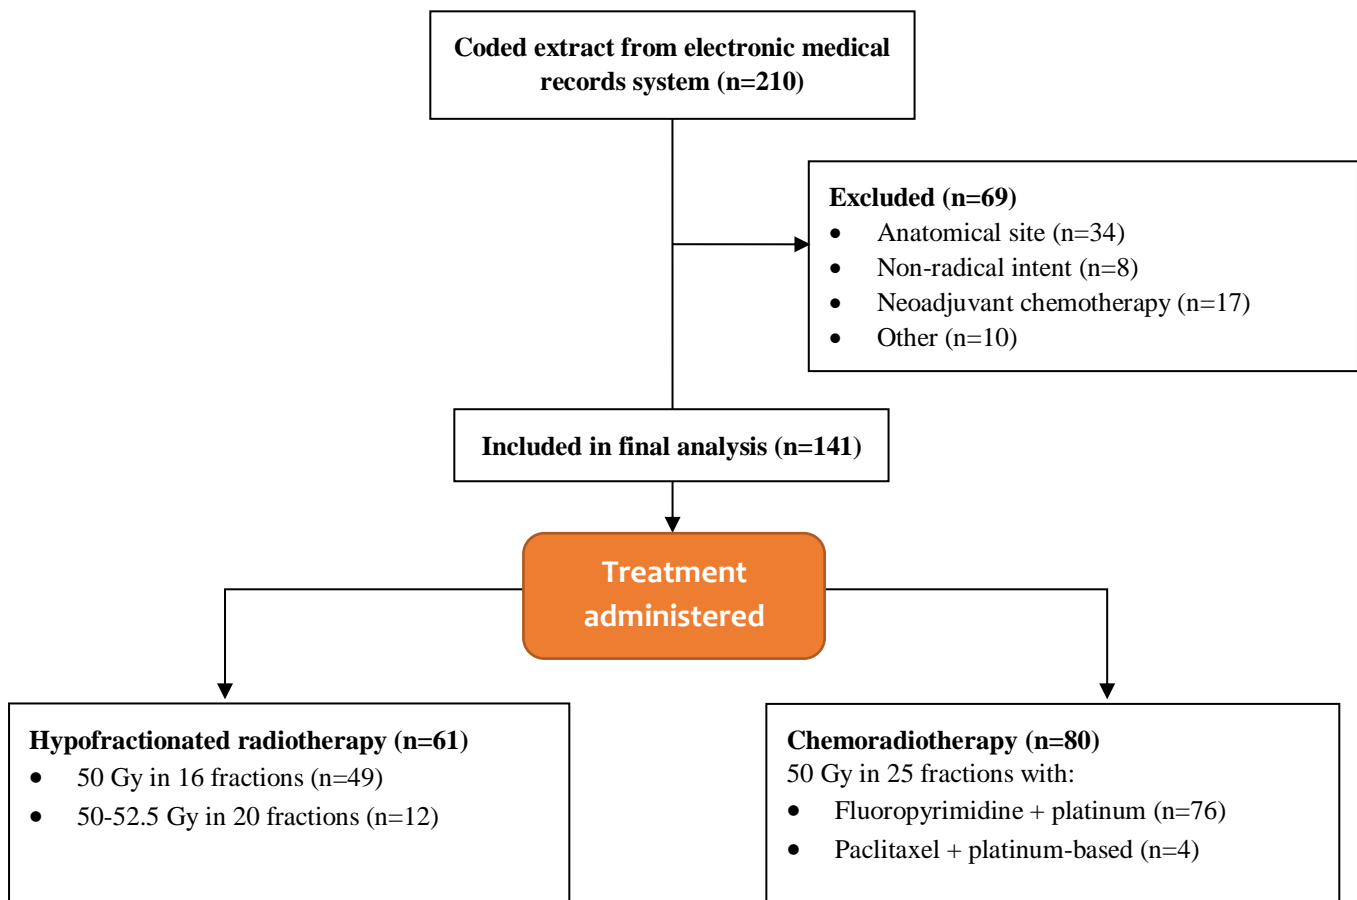 Coded extract from electronic medical
records system (n=210)
Excluded (n=69)
• Anatomical site (n=34)
• Non-radical intent (n=8)
• Neoadjuvant chemotherapy (n=17)
• Other (n=10)
Included in final analysis (n=141)
Treatment
administered
Hypofractionated radiotherapy (n=61)
• 50 Gy in 16 fractions (n=49)
• 50-52.5 Gy in 20 fractions (n=12)
Chemoradiotherapy (n=80)
50 Gy in 25 fractions with:
• Fluoropyrimidine + platinum (n=76)
• Paclitaxel + platinum-based (n=4)